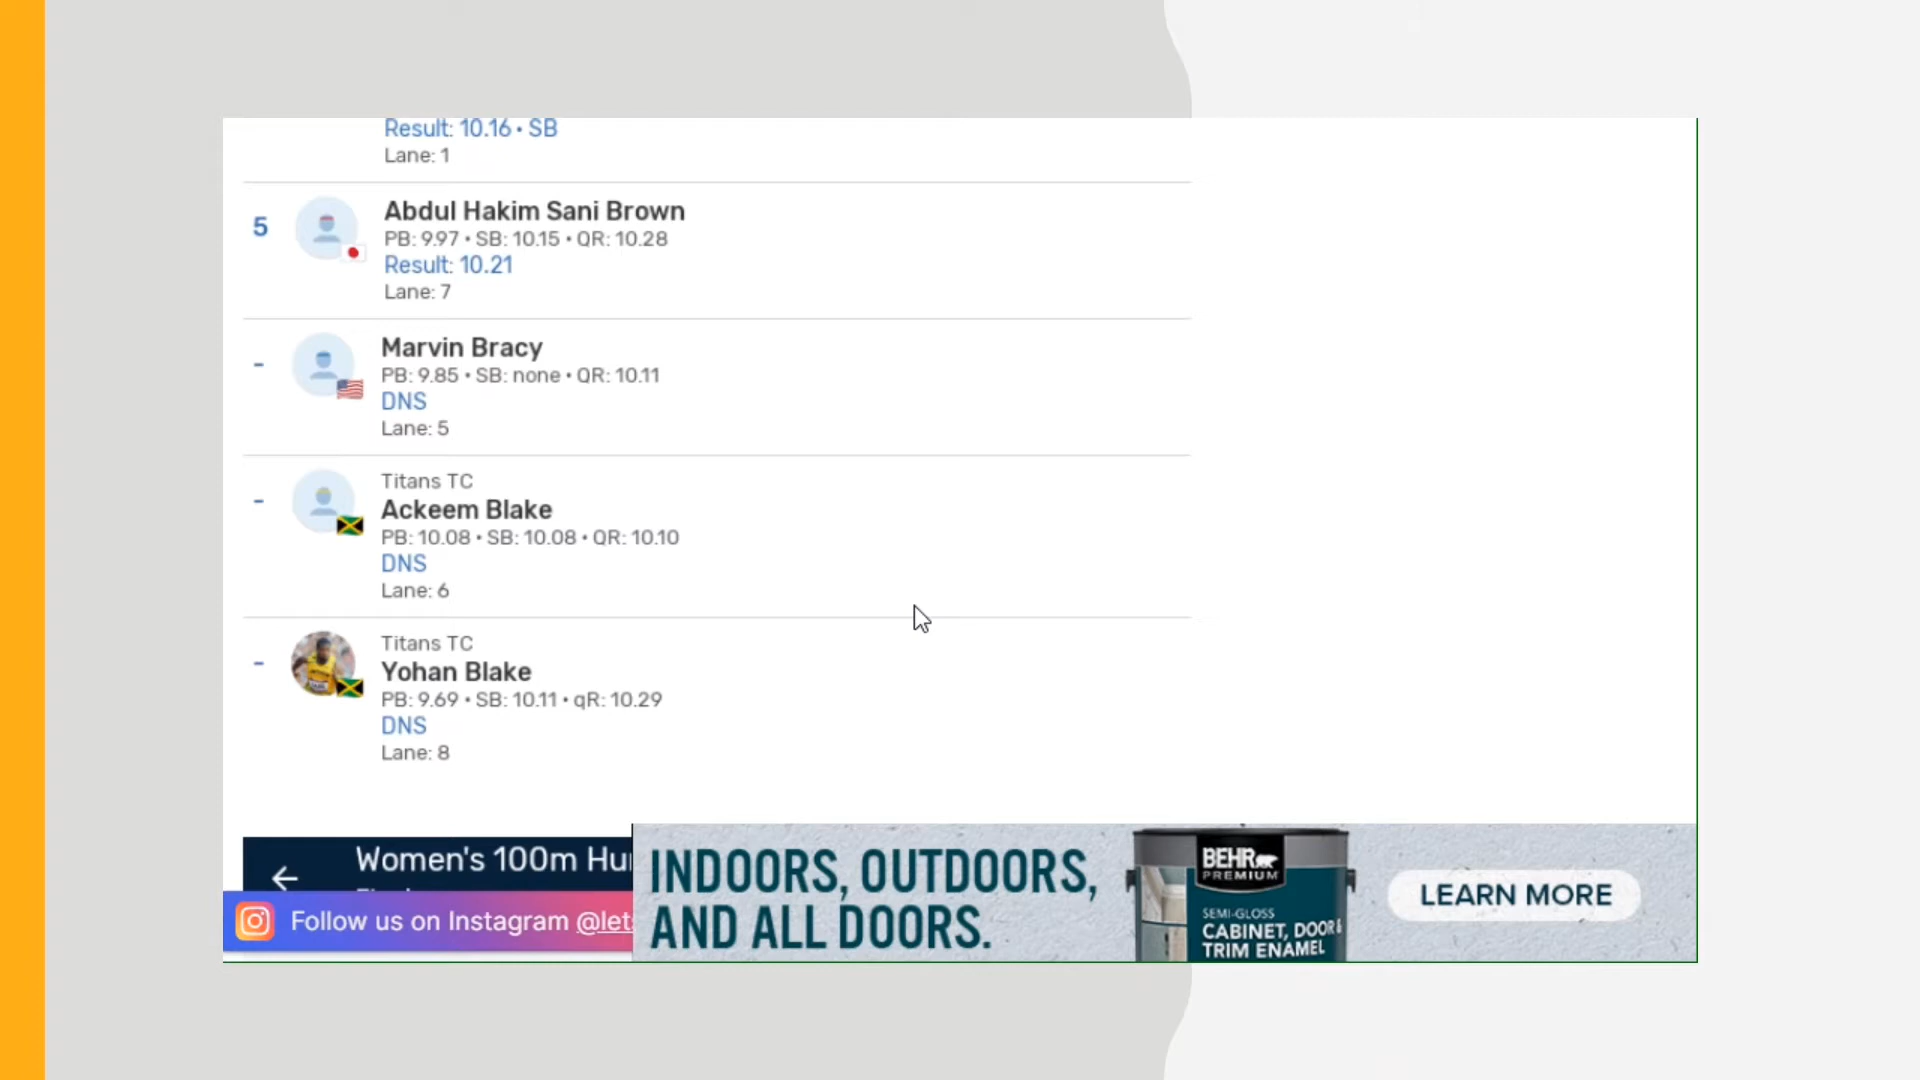 Result: 10.16 • SB
Lane: 1
5
Abdul Hakim Sani Brown
PB: 9.97 • SB: 10.15 • QR: 10.28
Result: 10.21
Lane: 7
-
Marvin Bracy
PB: 9.85 • SB: none • QR: 10.11
DNS
Lane: 5
-
Titans TC
Ackeem Blake
PB: 10.08 • SB: 10.08 • QR: 10.10
DNS
Lane: 6
-
Titans TC
Yohan Blake
PB: 9.69 • SB: 10.11 • qR: 10.29
DNS
Lane: 8
Women's 100m Hu
Follow us on Instagram @lets
INDOORS, OUTDOORS,
AND ALL DOORS.
BEHR
PREMIUM
SEMI-GLOSS
CABINET, DOOR &
TRIM ENAMEL
LEARN MORE